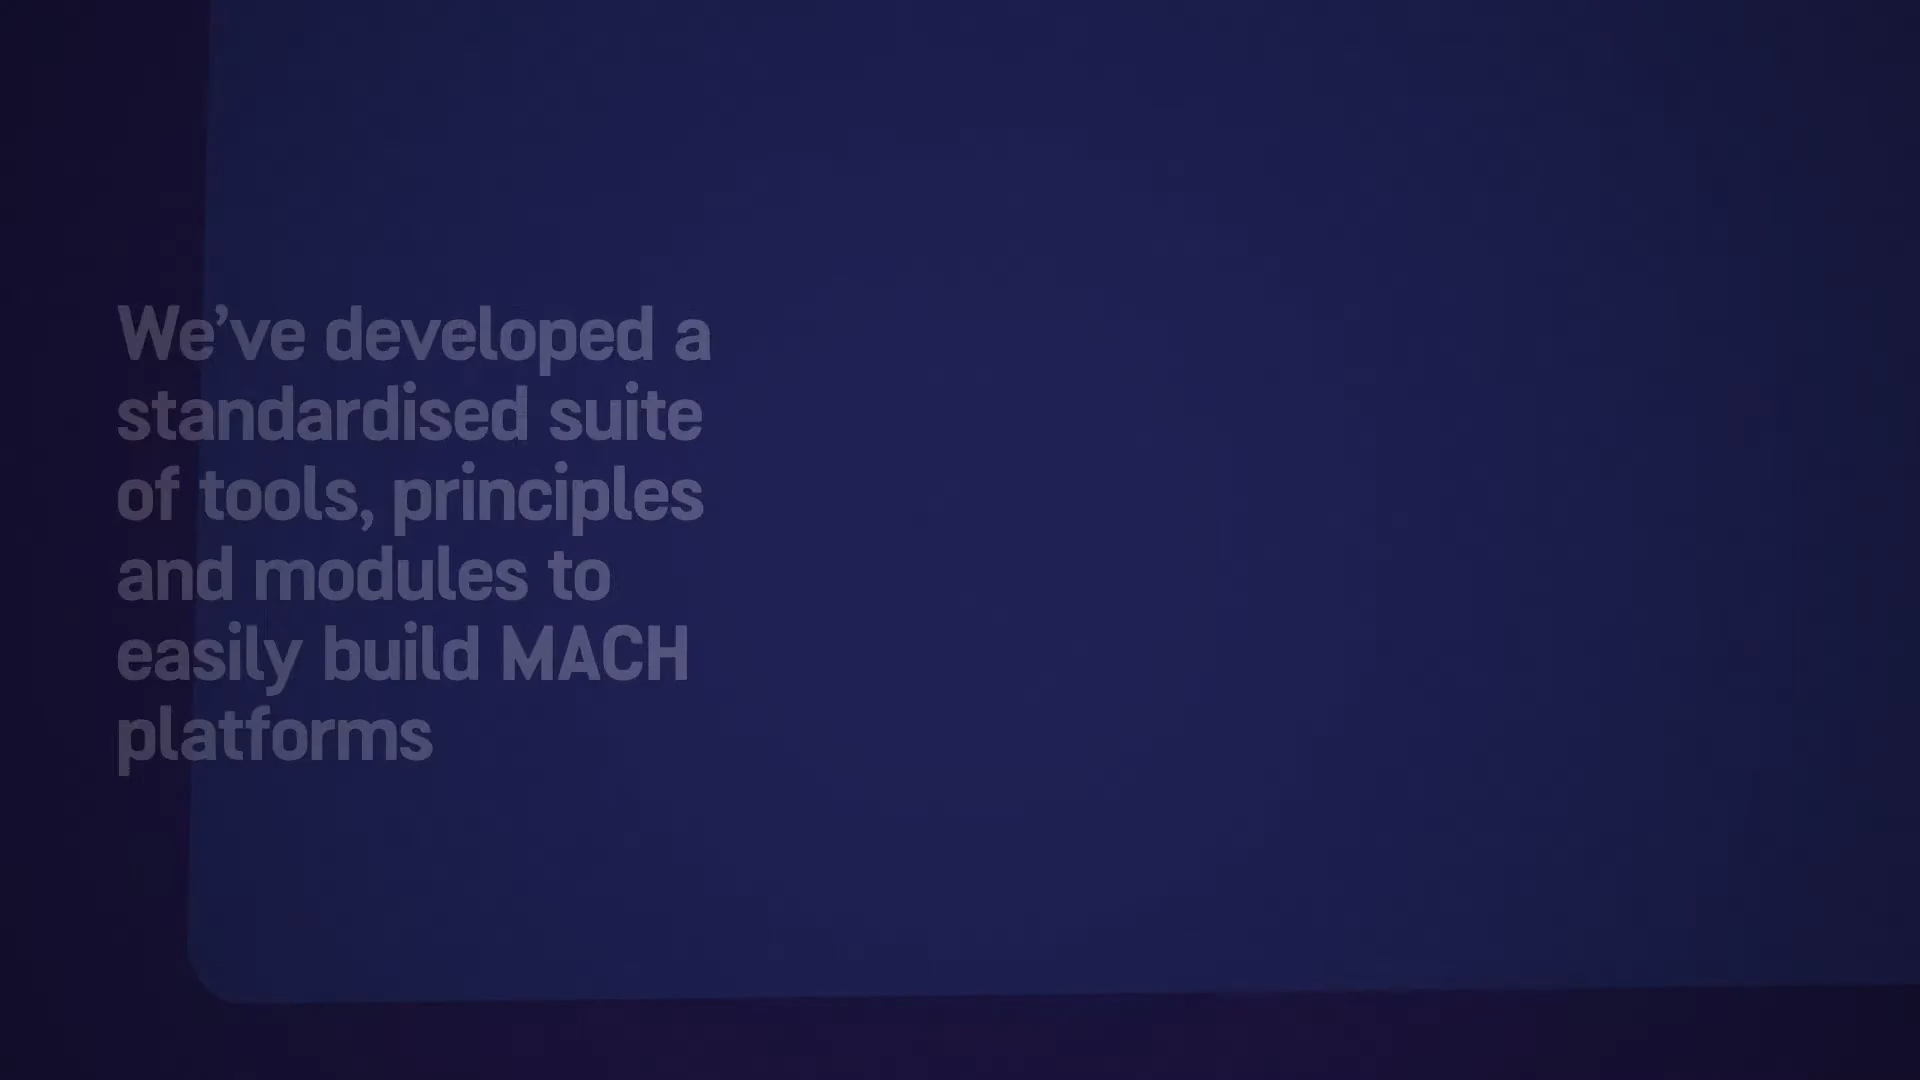 We’ve developed a
standardised suite
of tools, principles
and modules to
easily build MACH
platforms